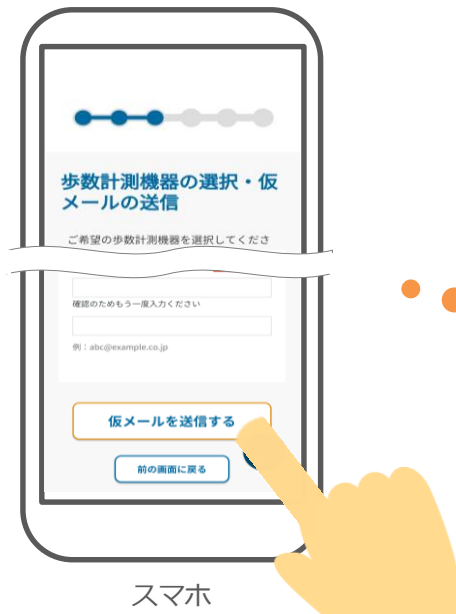 歩数計測機器の選択・仮
メールの送信
ご希望の歩数計測機器を選択してくださ
確認のためもう一度入力ください
例：abc@example.co.jp
仮メールを送信する
前の画面に戻る
スマホ